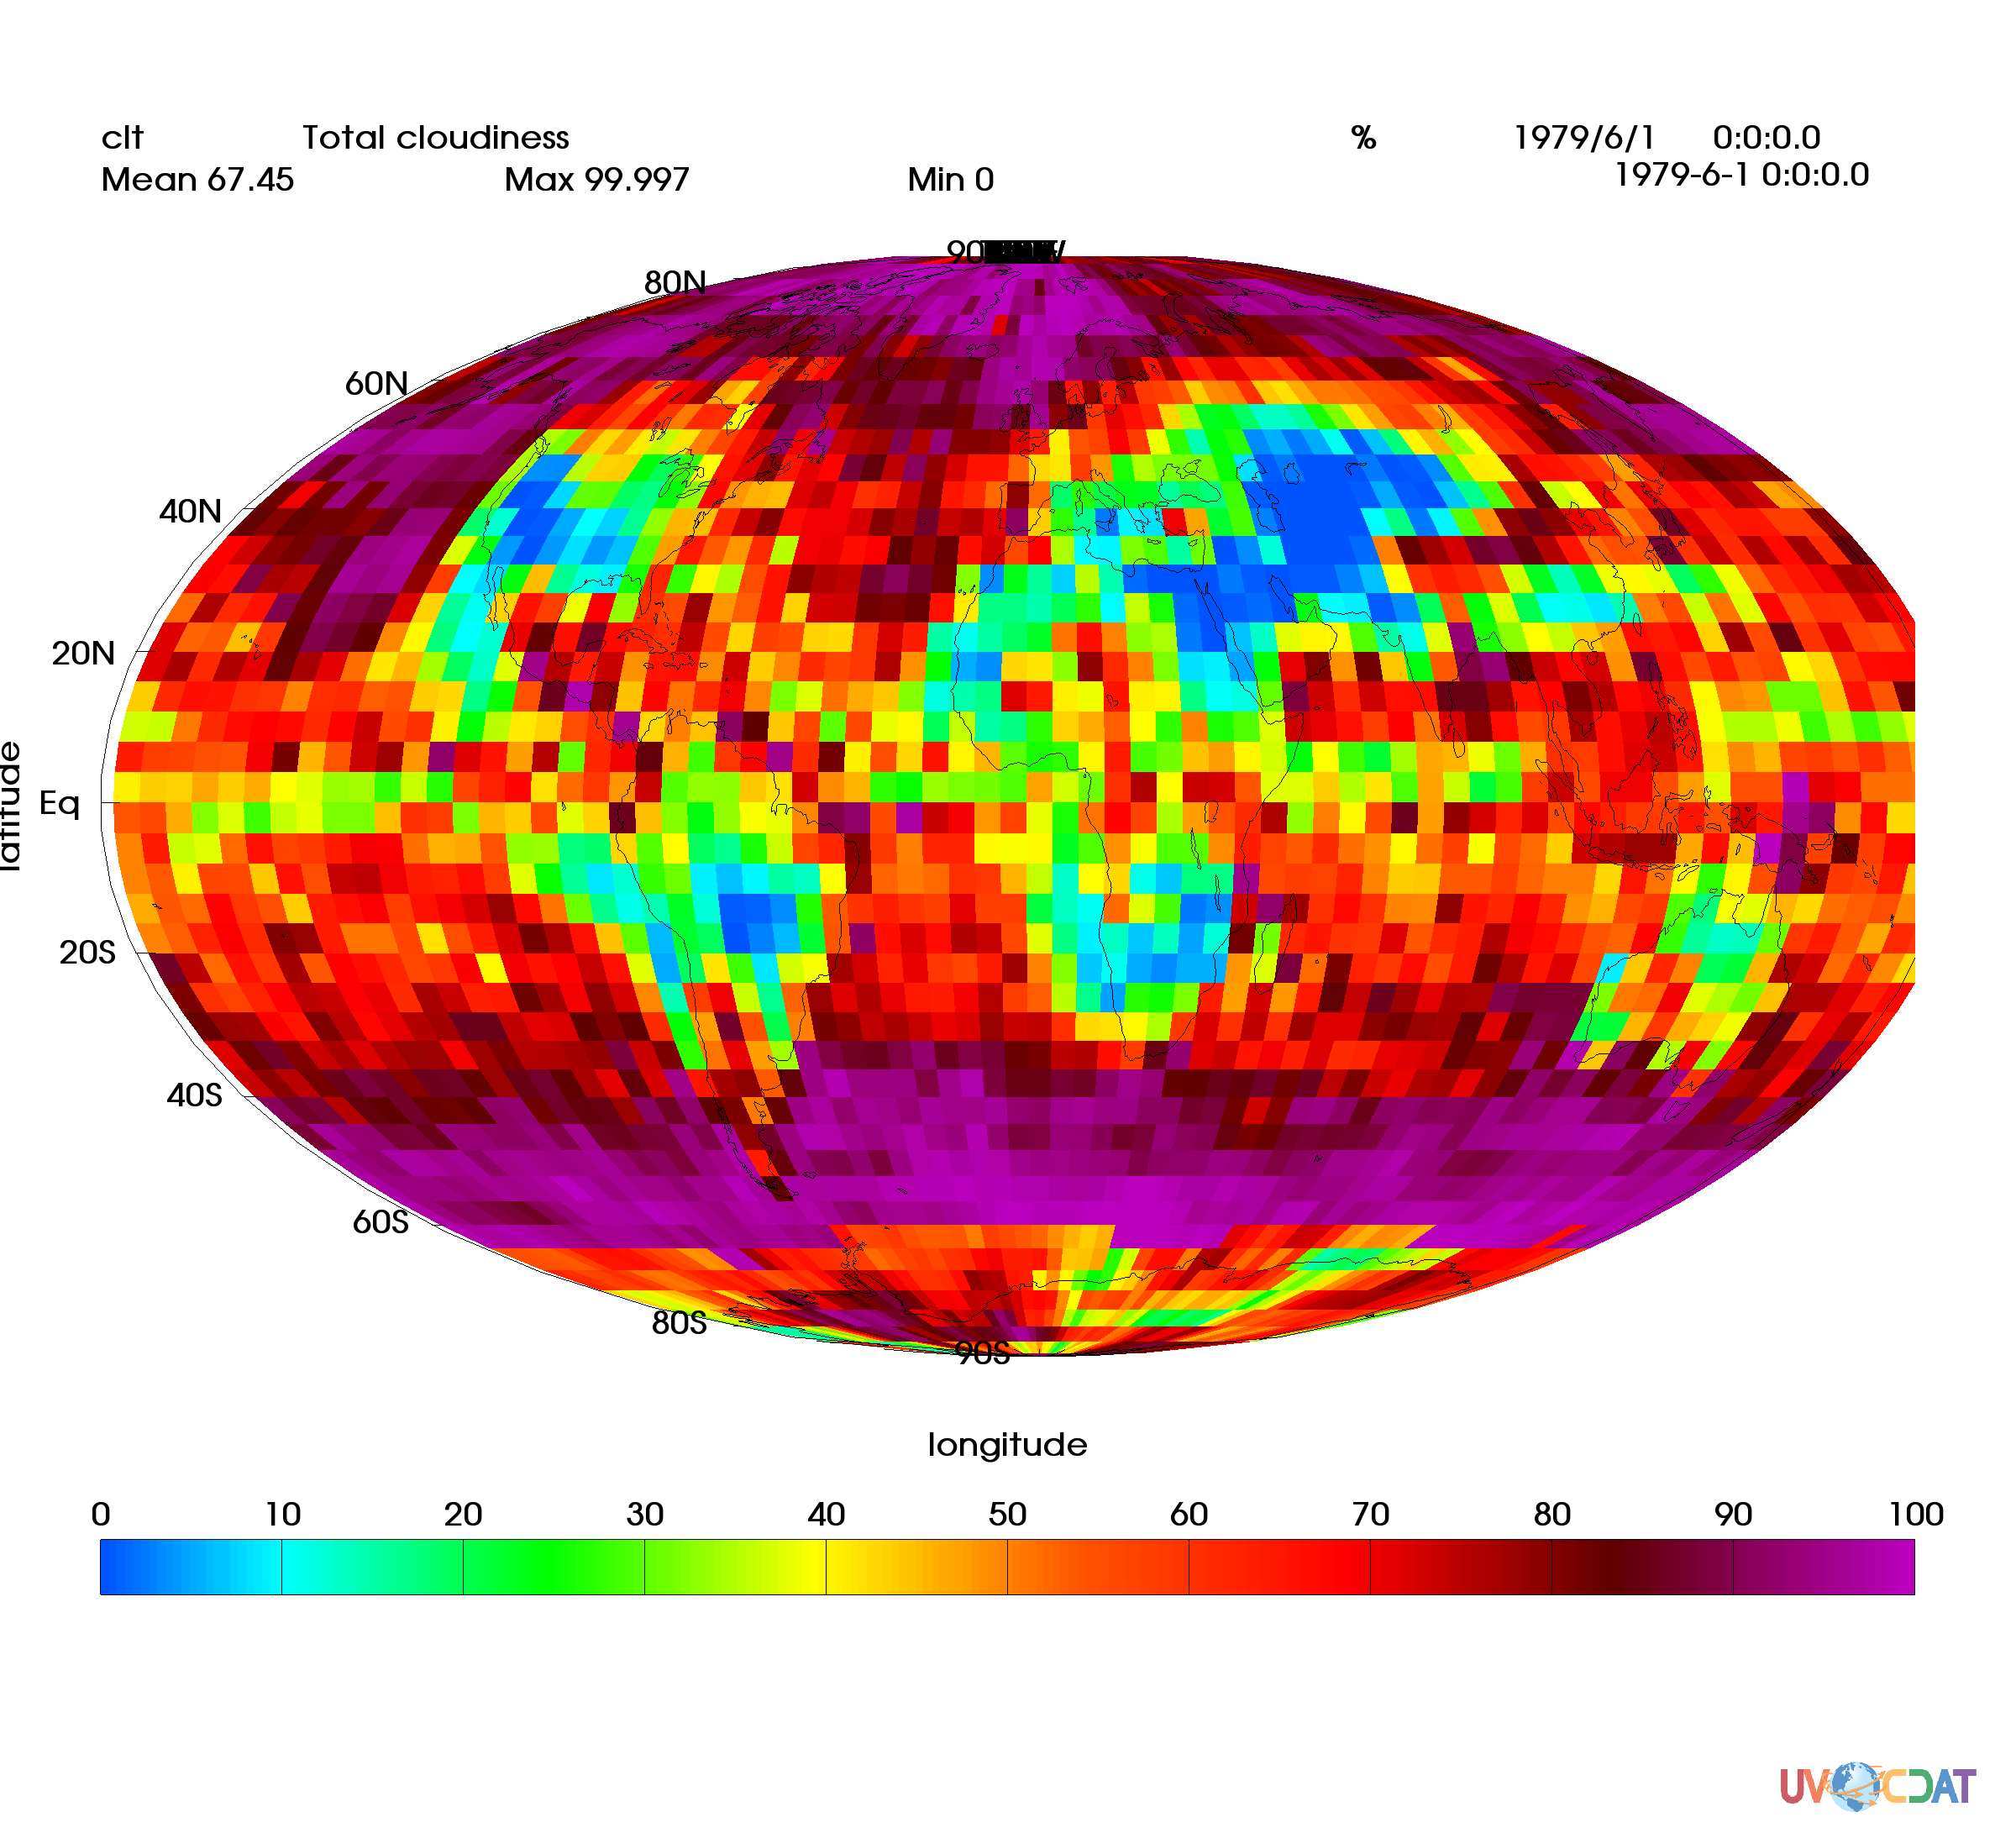 clt Total cloudiness % 1979/6/1 0:0:0.0
Mean 67.45 Max 99.997 Min 0 1979-6-1 0:0:0.0
80N
60N
40N
20N
latitude
Eq
20S
40S
60S
80S
90S
longitude
0 10 20 30 40 50 60 70 80 90 100
UV CDAT